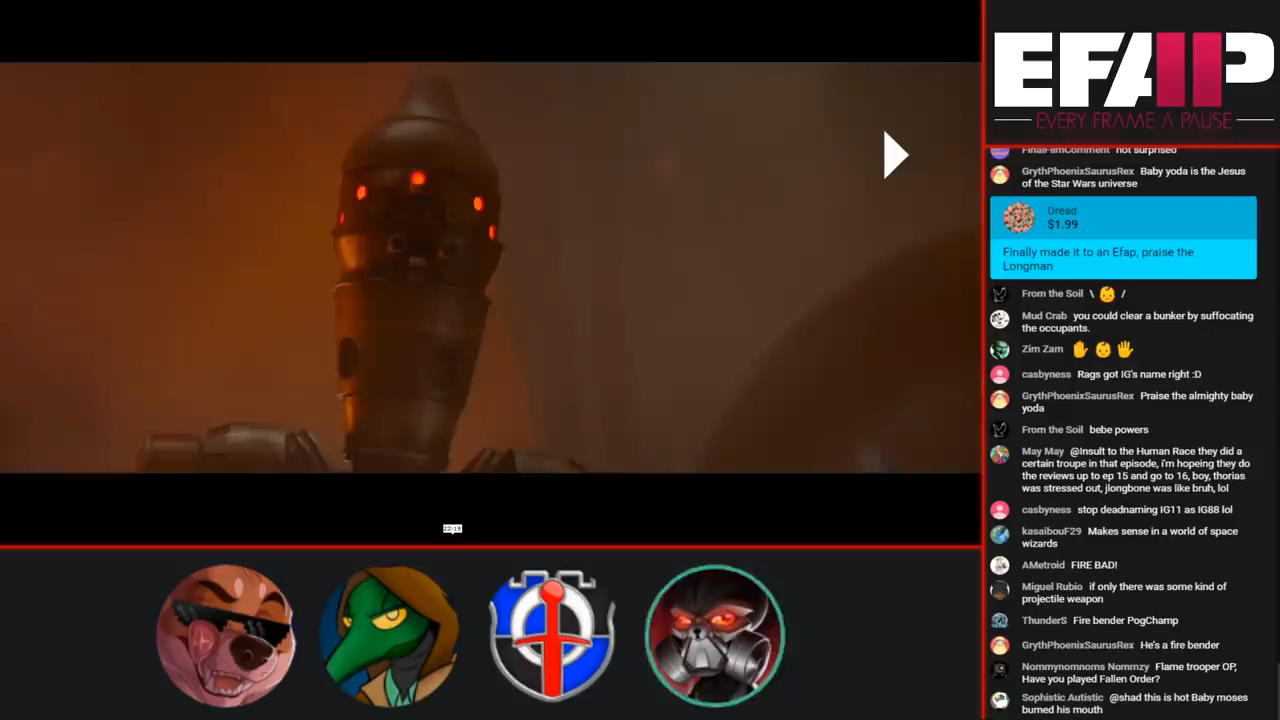 EFAP
EVERY FRAME A PAUSE
FinalFilmComment not surprised
GrythPhoenixSaurusRex Baby yoda is the Jesus
of the Star Wars universe
Dread
$1.99
Finally made it to an Efap, praise the
Longman
From the Soil \ 👶 /
Mud Crab you could clear a bunker by suffocating
the occupants.
Zim Zam ✋ 👶 🖐
casbyness Rags got IG's name right :D
GrythPhoenixSaurusRex Praise the almighty baby
yoda
From the Soil bebe powers
May May @Insult to the Human Race they did a
certain troupe in that episode, i'm hopeing they do
the reviews up to ep 15 and go to 16, boy, thorias
was stressed out, jlongbone was like bruh, lol
casbyness stop deadnaming IG11 as IG88 lol
kasaibouF29 Makes sense in a world of space
wizards
AMetroid FIRE BAD!
Miguel Rubio if only there was some kind of
projectile weapon
ThunderS Fire bender PogChamp
GrythPhoenixSaurusRex He's a fire bender
Nommynomnoms Nommzy Flame trooper OP,
Have you played Fallen Order?
Sophistic Autistic @shad this is hot Baby moses
burned his mouth
22:19